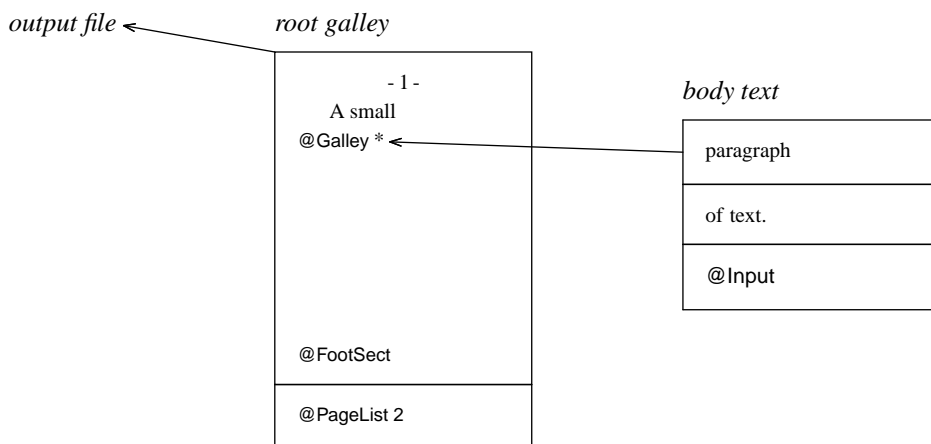 output file
root galley
- 1 -
A small
@Galley *
@FootSect
@PageList 2
body text
paragraph
of text.
@Input